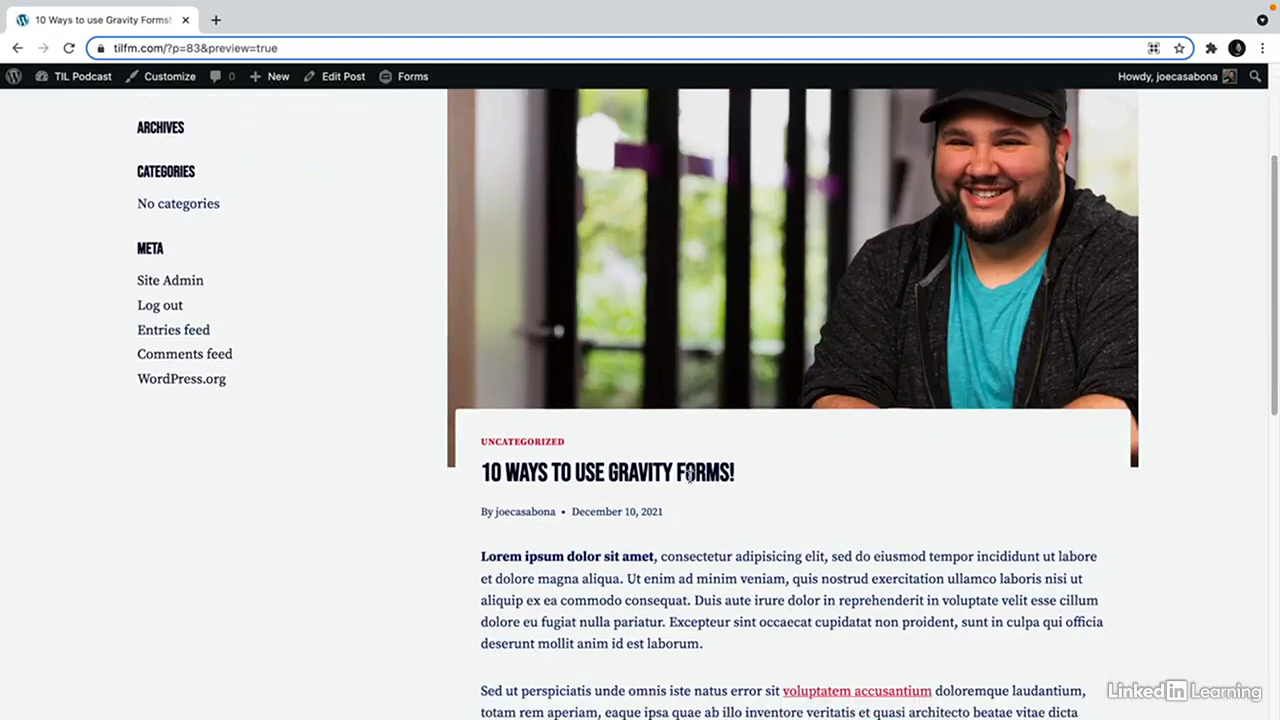 10 Ways to use Gravity Forms!
tilfm.com/?p=83&preview=true
TIL Podcast Customize 0 New Edit Post Forms Howdy, joecasabona
ARCHIVES
CATEGORIES
No categories
META
Site Admin
Log out
Entries feed
Comments feed
WordPress.org
UNCATEGORIZED
10 WAYS TO USE GRAVITY FORMS!
By joecasabona • December 10, 2021
Lorem ipsum dolor sit amet, consectetur adipisicing elit, sed do eiusmod tempor incididunt ut labore
et dolore magna aliqua. Ut enim ad minim veniam, quis nostrud exercitation ullamco laboris nisi ut
aliquip ex ea commodo consequat. Duis aute irure dolor in reprehenderit in voluptate velit esse cillum
dolore eu fugiat nulla pariatur. Excepteur sint occaecat cupidatat non proident, sunt in culpa qui officia
deserunt mollit anim id est laborum.
Sed ut perspiciatis unde omnis iste natus error sit voluptatem accusantium doloremque laudantium,
totam rem aperiam, eaque ipsa quae ab illo inventore veritatis et quasi architecto beatae vitae dicta
Linked in Learning